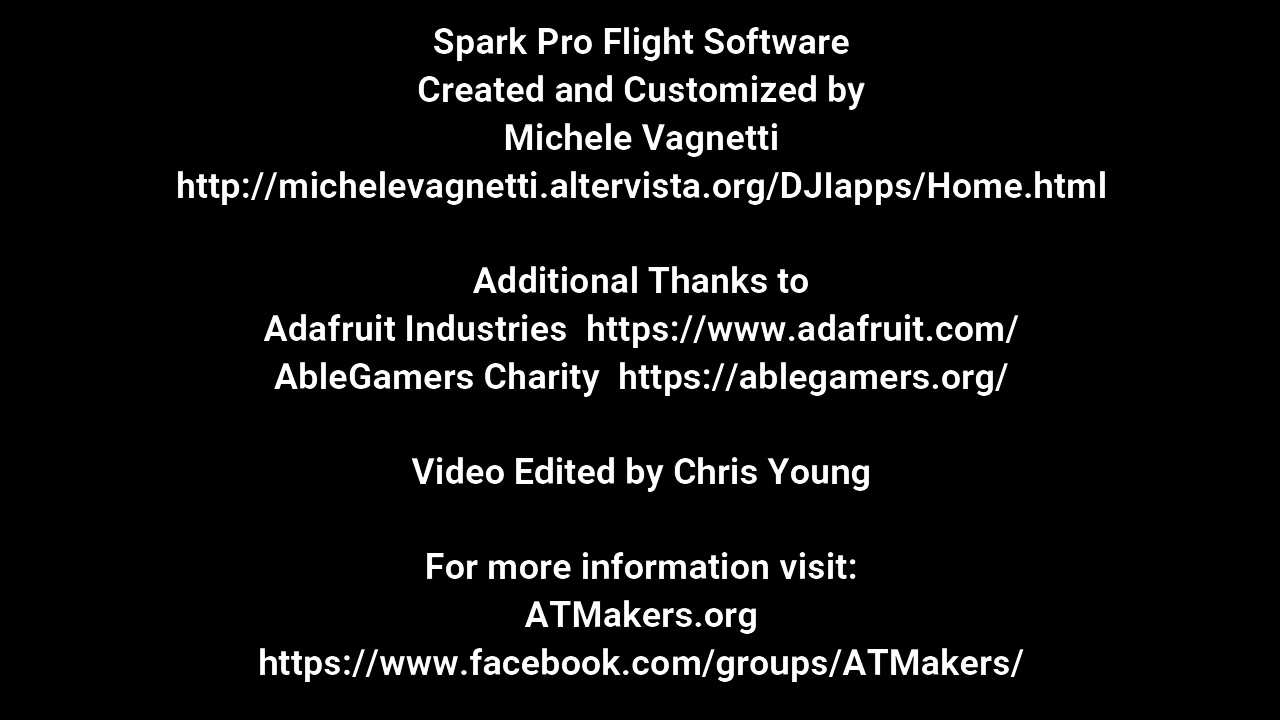 Spark Pro Flight Software
Created and Customized by
Michele Vagnetti
http://michelevagnetti.altervista.org/DJIapps/Home.html
Additional Thanks to
Adafruit Industries  https://www.adafruit.com/
AbleGamers Charity  https://ablegamers.org/
Video Edited by Chris Young
For more information visit:
ATMakers.org
https://www.facebook.com/groups/ATMakers/